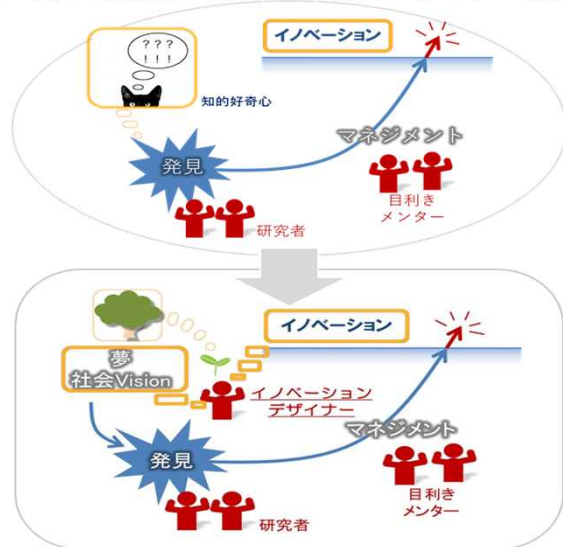 イノベーション
? ? ?
! ! !
知的好奇心
マネジメント
発見
目利き
メンター
研究者
イノベーション
夢
社会Vision
イノベーション
デザイナー
マネジメント
発見
目利き
メンター
研究者